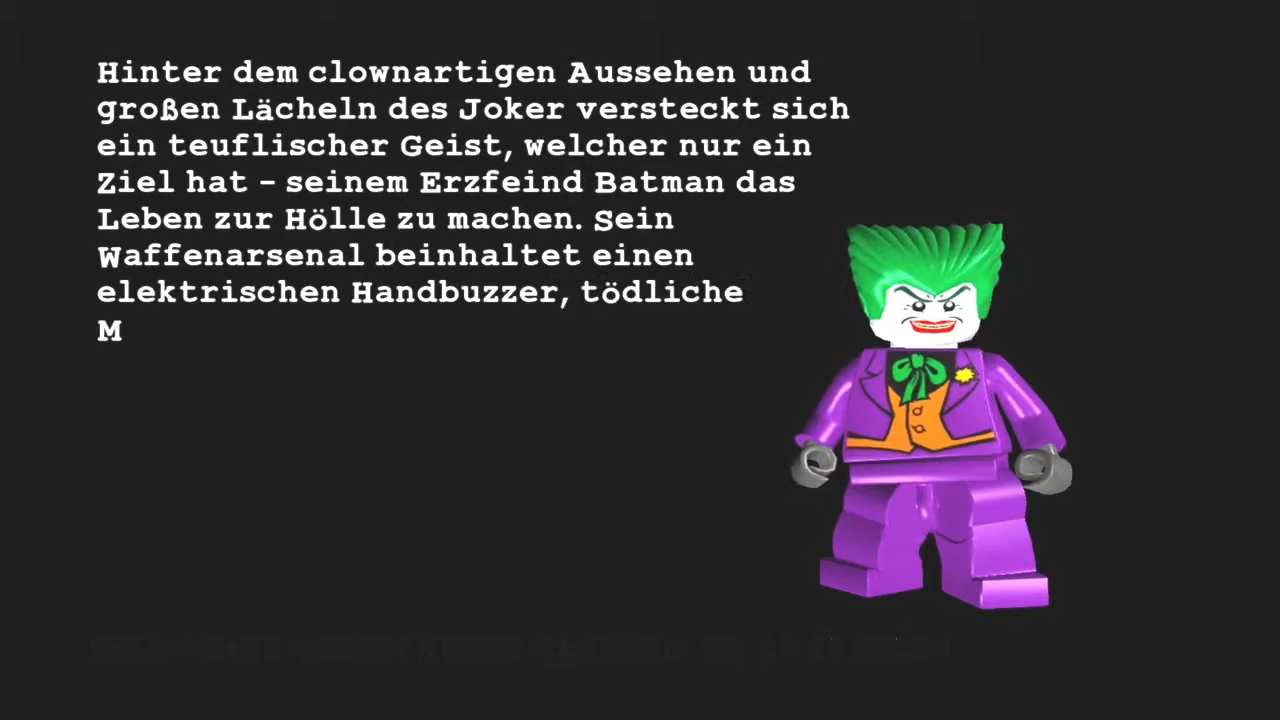 Hinter dem clownartigen Aussehen und
großen Lächeln des Joker versteckt sich
ein teuflischer Geist, welcher nur ein
Ziel hat - seinem Erzfeind Batman das
Leben zur Hölle zu machen. Sein
Waffenarsenal beinhaltet einen
elektrischen Handbuzzer, tödliche
M